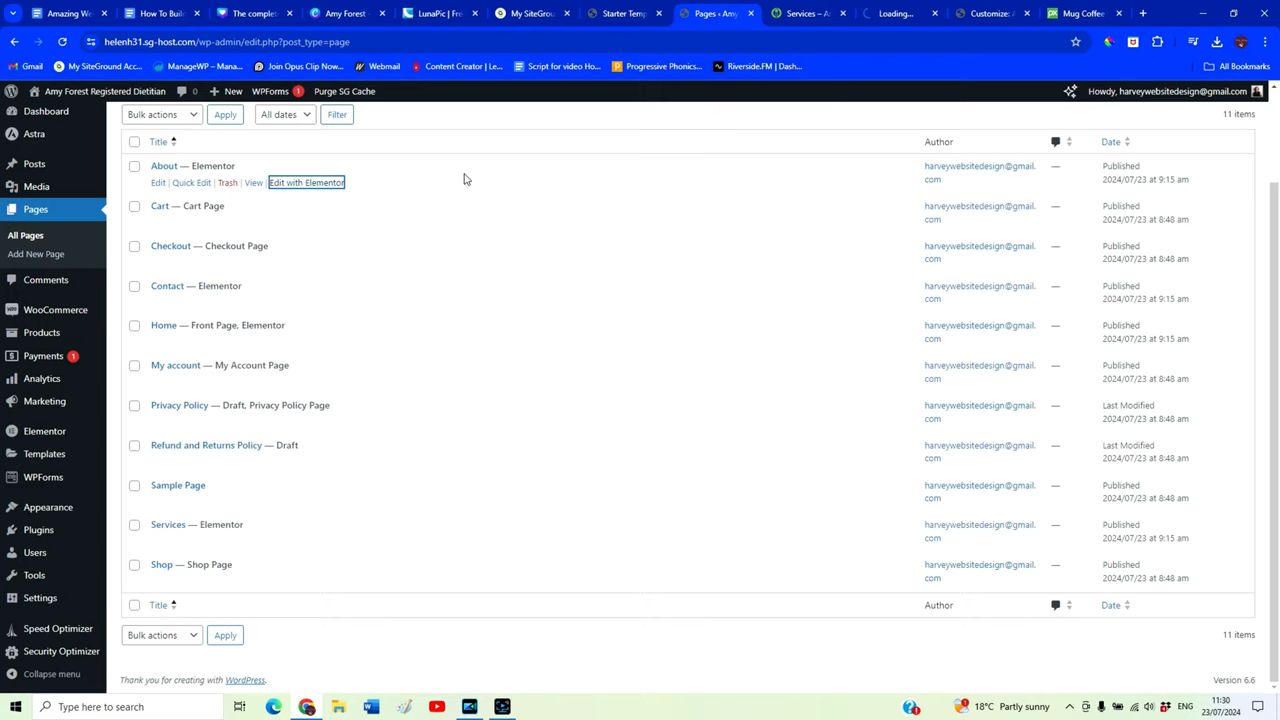 Amazing Web
How To Build
The complete
Amy Forest -
LunaPic | Free
My SiteGroun
Starter Temp
Pages ‹ Amy
Services – A
Loading...
Customize: A
Mug Coffee
helenh31.sg-host.com/wp-admin/edit.php?post_type=page
Gmail
My SiteGround Acc...
ManageWP – Mana...
Join Opus Clip Now...
Webmail
Content Creator | Le...
Script for video Ho...
Progressive Phonics...
Riverside.FM | Dash...
All Bookmarks
Amy Forest Registered Dietitian
0
New
WPForms 1
Purge SG Cache
Howdy, harveywebsitedesign@gmail.com
Dashboard
Astra
Posts
Media
Pages
All Pages
Add New Page
Comments
WooCommerce
Products
Payments 1
Analytics
Marketing
Elementor
Templates
WPForms
Appearance
Plugins
Users
Tools
Settings
Speed Optimizer
Security Optimizer
Collapse menu
Bulk actions
Apply
All dates
Filter
11 items
Title
Author
Date
About — Elementor
Edit | Quick Edit | Trash | View | Edit with Elementor
harveywebsitedesign@gmail.
com
—
Published
2024/07/23 at 9:15 am
Cart — Cart Page
harveywebsitedesign@gmail.
com
—
Published
2024/07/23 at 8:48 am
Checkout — Checkout Page
harveywebsitedesign@gmail.
com
—
Published
2024/07/23 at 8:48 am
Contact — Elementor
harveywebsitedesign@gmail.
com
—
Published
2024/07/23 at 9:15 am
Home — Front Page, Elementor
harveywebsitedesign@gmail.
com
—
Published
2024/07/23 at 9:15 am
My account — My Account Page
harveywebsitedesign@gmail.
com
—
Published
2024/07/23 at 8:48 am
Privacy Policy — Draft, Privacy Policy Page
harveywebsitedesign@gmail.
com
—
Last Modified
2024/07/23 at 8:48 am
Refund and Returns Policy — Draft
harveywebsitedesign@gmail.
com
—
Last Modified
2024/07/23 at 8:48 am
Sample Page
harveywebsitedesign@gmail.
com
—
Published
2024/07/23 at 8:48 am
Services — Elementor
harveywebsitedesign@gmail.
com
—
Published
2024/07/23 at 9:15 am
Shop — Shop Page
harveywebsitedesign@gmail.
com
—
Published
2024/07/23 at 8:48 am
Title
Author
Date
Bulk actions
Apply
11 items
Thank you for creating with WordPress.
Version 6.6
Type here to search
18°C Partly sunny
ENG
11:30
23/07/2024